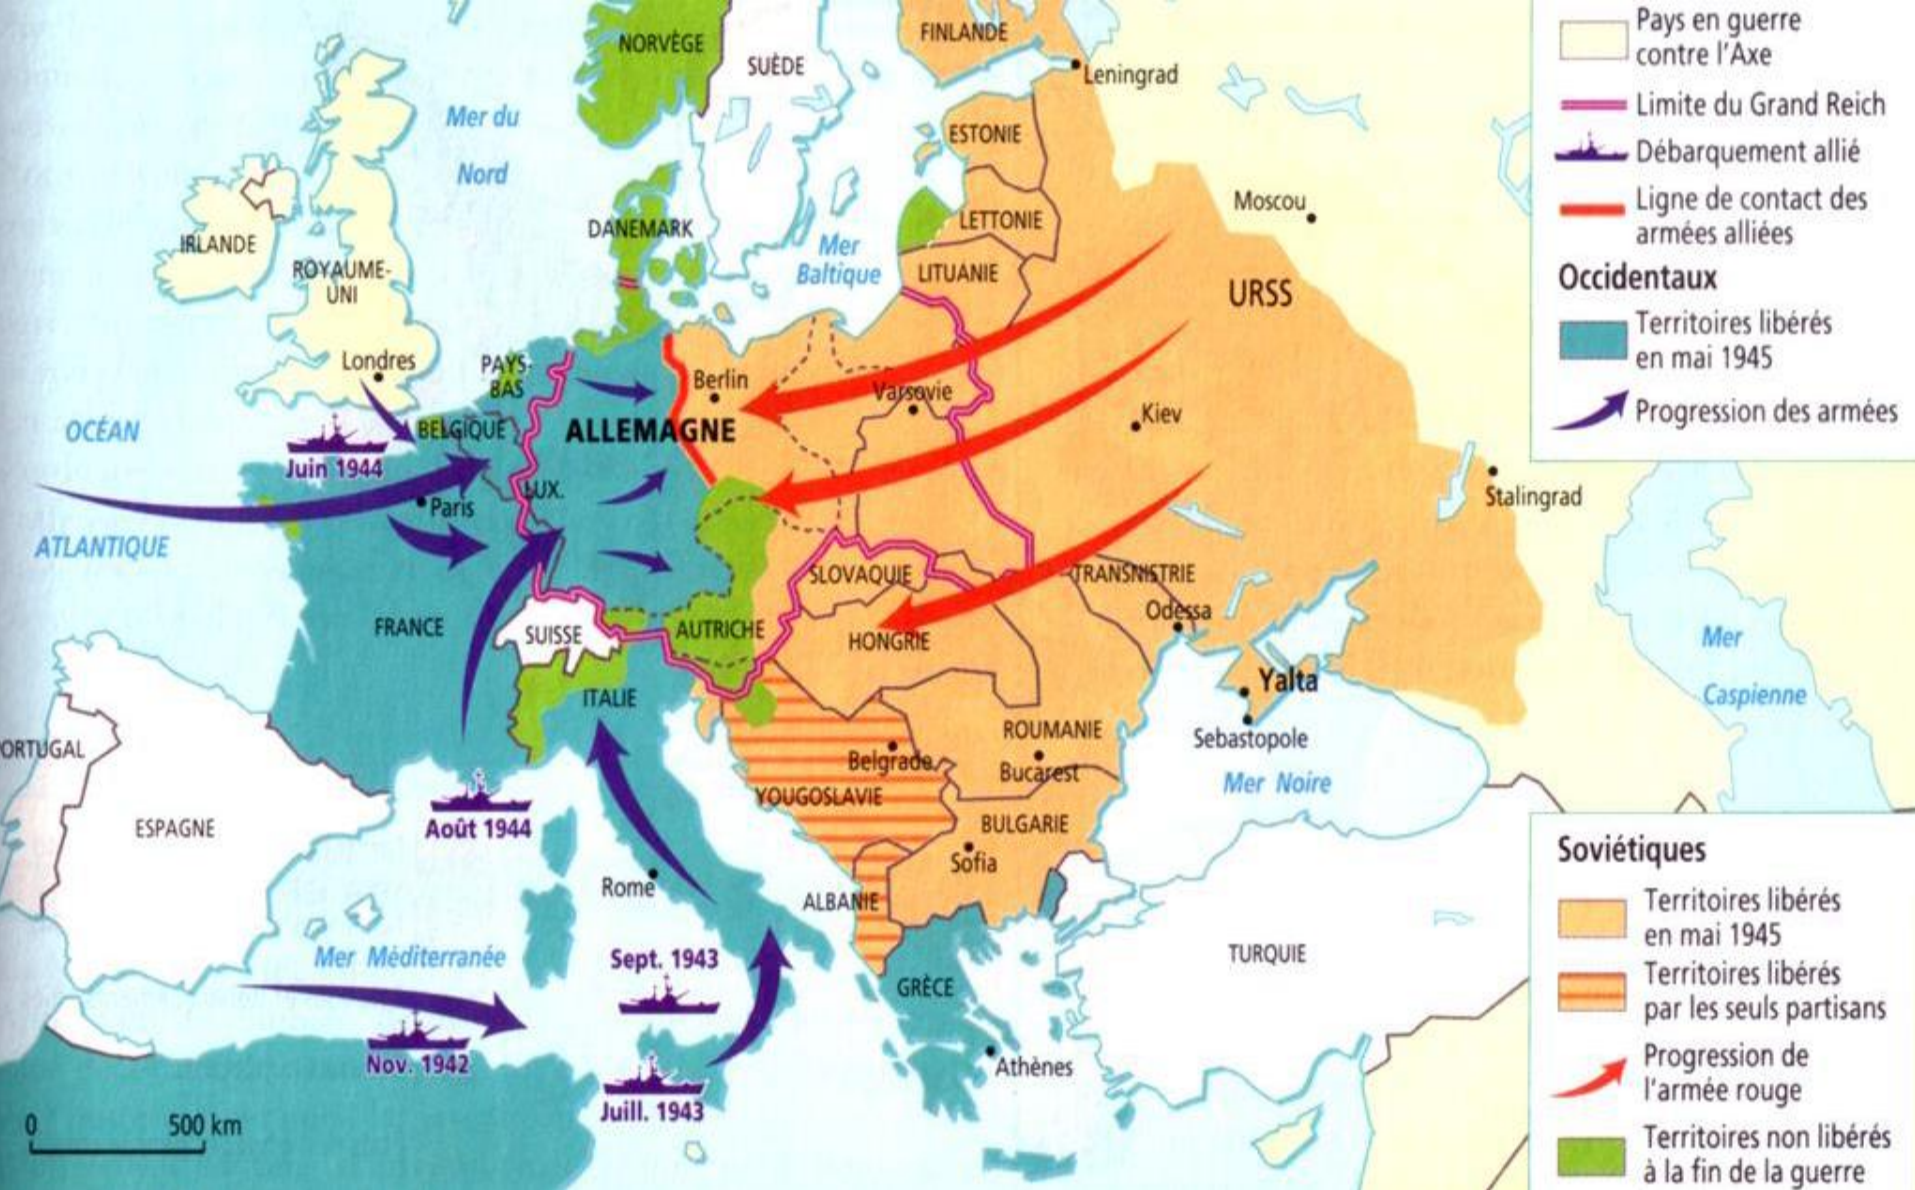 NORVÈGE
SUÈDE
FINLANDE
Leningrad
Mer du
Nord
ESTONIE
LETTONIE
LITUANIE
Moscou
URSS
IRLANDE
ROYAUME-
UNI
Londres
DANEMARK
Mer
Baltique
PAYS-
BAS
BELGIQUE
Berlin
Varsovie
Kiev
ALLEMAGNE
OCÉAN
ATLANTIQUE
Juin 1944
Paris
LUX.
Stalingrad
SLOVAQUIE
TRANSNISTRIE
Odessa
FRANCE
SUISSE
AUTRICHE
HONGRIE
Mer
Caspienne
Yalta
Sebastopole
Mer Noire
ITALIE
ROUMANIE
Belgrade
Bucarest
YOUGOSLAVIE
BULGARIE
Sofia
ORTUGAL
ESPAGNE
Août 1944
Rome
ALBANIE
Mer Méditerranée
Sept. 1943
GRÈCE
TURQUIE
Nov. 1942
Juill. 1943
Athènes
0 500 km
Pays en guerre
contre l'Axe
Limite du Grand Reich
Débarquement allié
Ligne de contact des
armées alliées
Occidentaux
Territoires libérés
en mai 1945
Progression des armées
Soviétiques
Territoires libérés
en mai 1945
Territoires libérés
par les seuls partisans
Progression de
l'armée rouge
Territoires non libérés
à la fin de la guerre